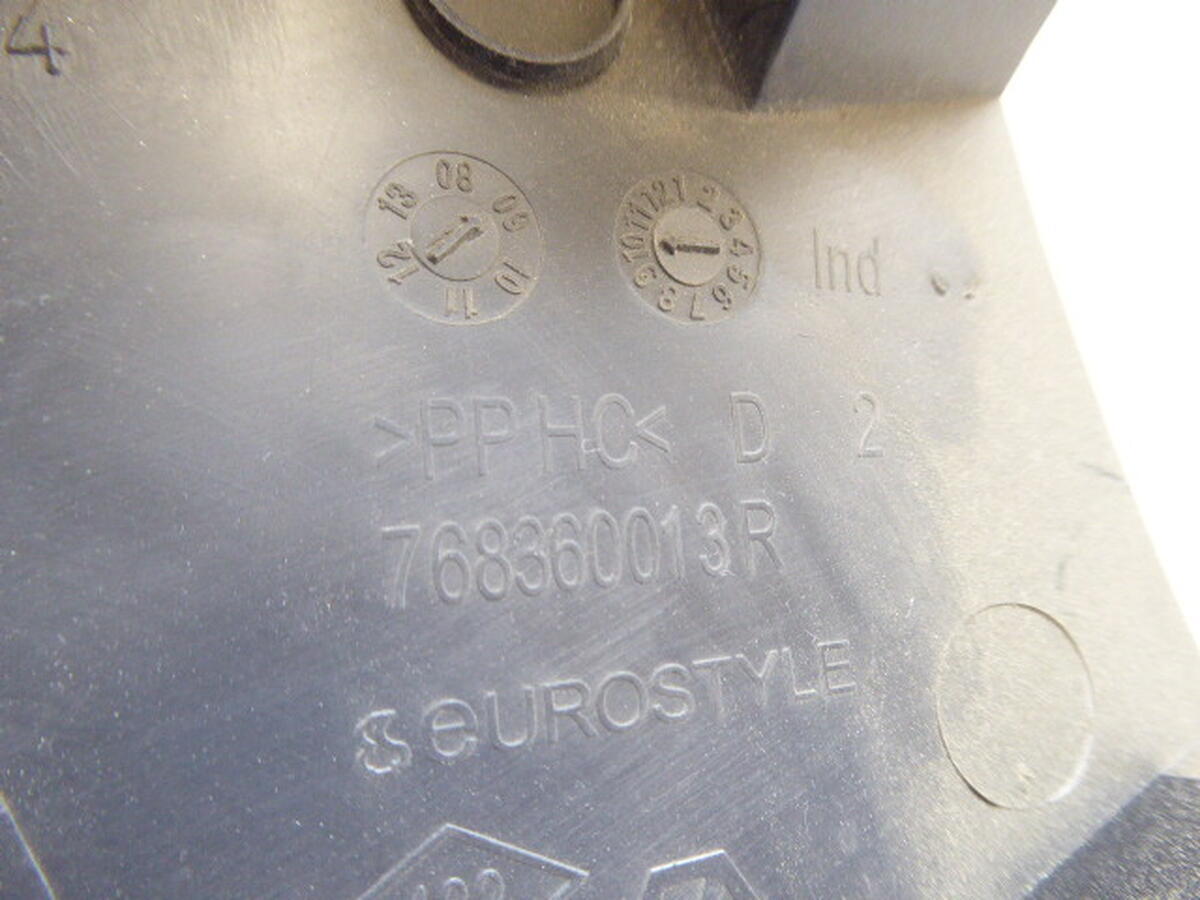 4
08 09 10 11 12 13
1 2 3 4 5 6 7 8 9 10 11 12
Ind
>PP H-C< D 2
768360013R
eUROSTYLE